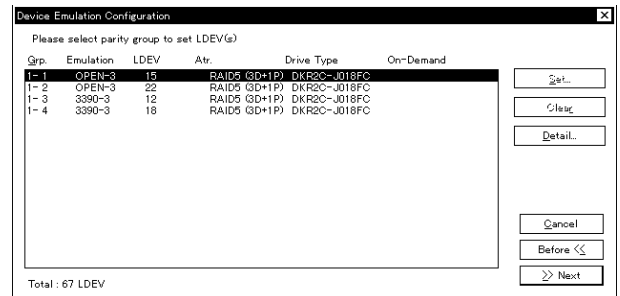 Device Emulation Configuration
Please select parity group to set LDEV(s)
Grp. Emulation LDEV Atr. Drive Type On-Demand
1- 1 OPEN-3 15 RAID5 (3D+1P) DKR2C-J018FC
1- 2 OPEN-3 22 RAID5 (3D+1P) DKR2C-J018FC
1- 3 3390-3 12 RAID5 (3D+1P) DKR2C-J018FC
1- 4 3390-3 18 RAID5 (3D+1P) DKR2C-J018FC
Set...
Clear
Detail...
Cancel
Before <<
>> Next
Total : 67 LDEV